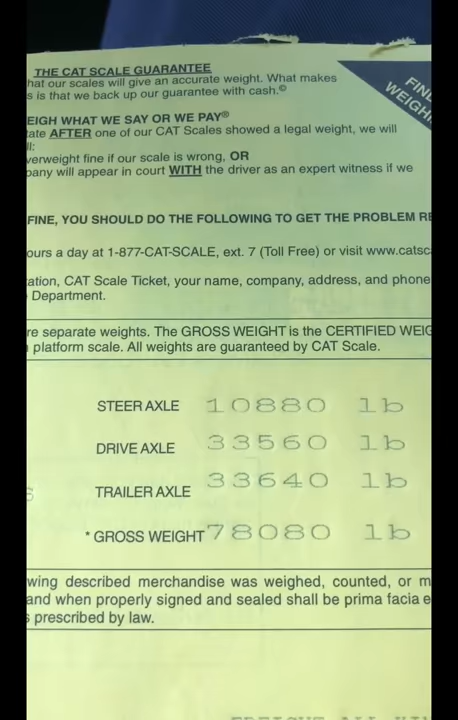 THE CAT SCALE GUARANTEE
hat our scales will give an accurate weight. What makes
s is that we back up our guarantee with cash.©
EIGH WHAT WE SAY OR WE PAY®
ate AFTER one of our CAT Scales showed a legal weight, we will
ll:
verweight fine if our scale is wrong, OR
pany will appear in court WITH the driver as an expert witness if we
FINE, YOU SHOULD DO THE FOLLOWING TO GET THE PROBLEM RE
ours a day at 1-877-CAT-SCALE, ext. 7 (Toll Free) or visit www.catsc
ation, CAT Scale Ticket, your name, company, address, and phone
Department.
re separate weights. The GROSS WEIGHT is the CERTIFIED WEIG
platform scale. All weights are guaranteed by CAT Scale.
STEER AXLE 10880 lb
DRIVE AXLE 33560 lb
TRAILER AXLE 33640 lb
* GROSS WEIGHT 78080 lb
wing described merchandise was weighed, counted, or m
and when properly signed and sealed shall be prima facia e
s prescribed by law.